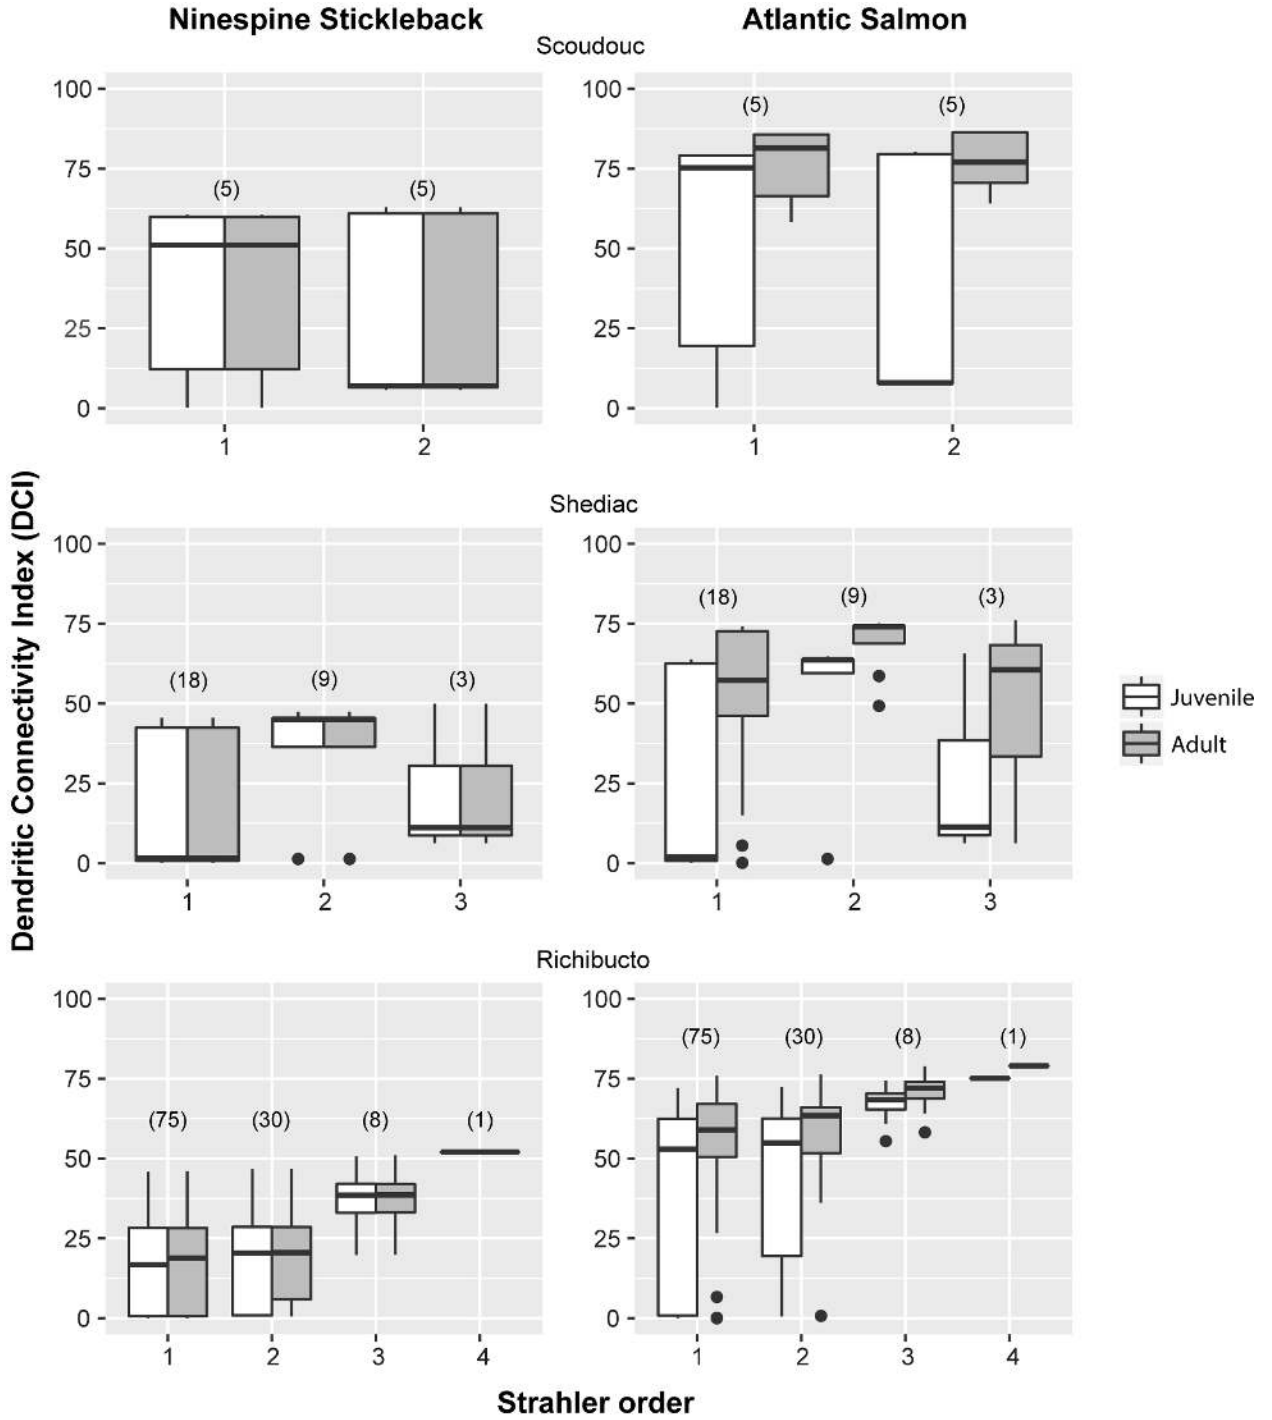 Ninespine Stickleback Atlantic Salmon
Scoudouc
100 100
(5) (5)
75 75
(5) (5)
50 50
25 25
0 0
1 2 1 2
Dendritic Connectivity Index (DCI)
Shediac
100 100
(18) (9) (3)
75 75
(18) (9) (3)
50 50
25 25
0 0
1 2 3 1 2 3
Juvenile
Adult
Richibucto
100 100
(75) (30) (8) (1)
75 75
(75) (30) (8) (1)
50 50
25 25
0 0
1 2 3 4 1 2 3 4
Strahler order